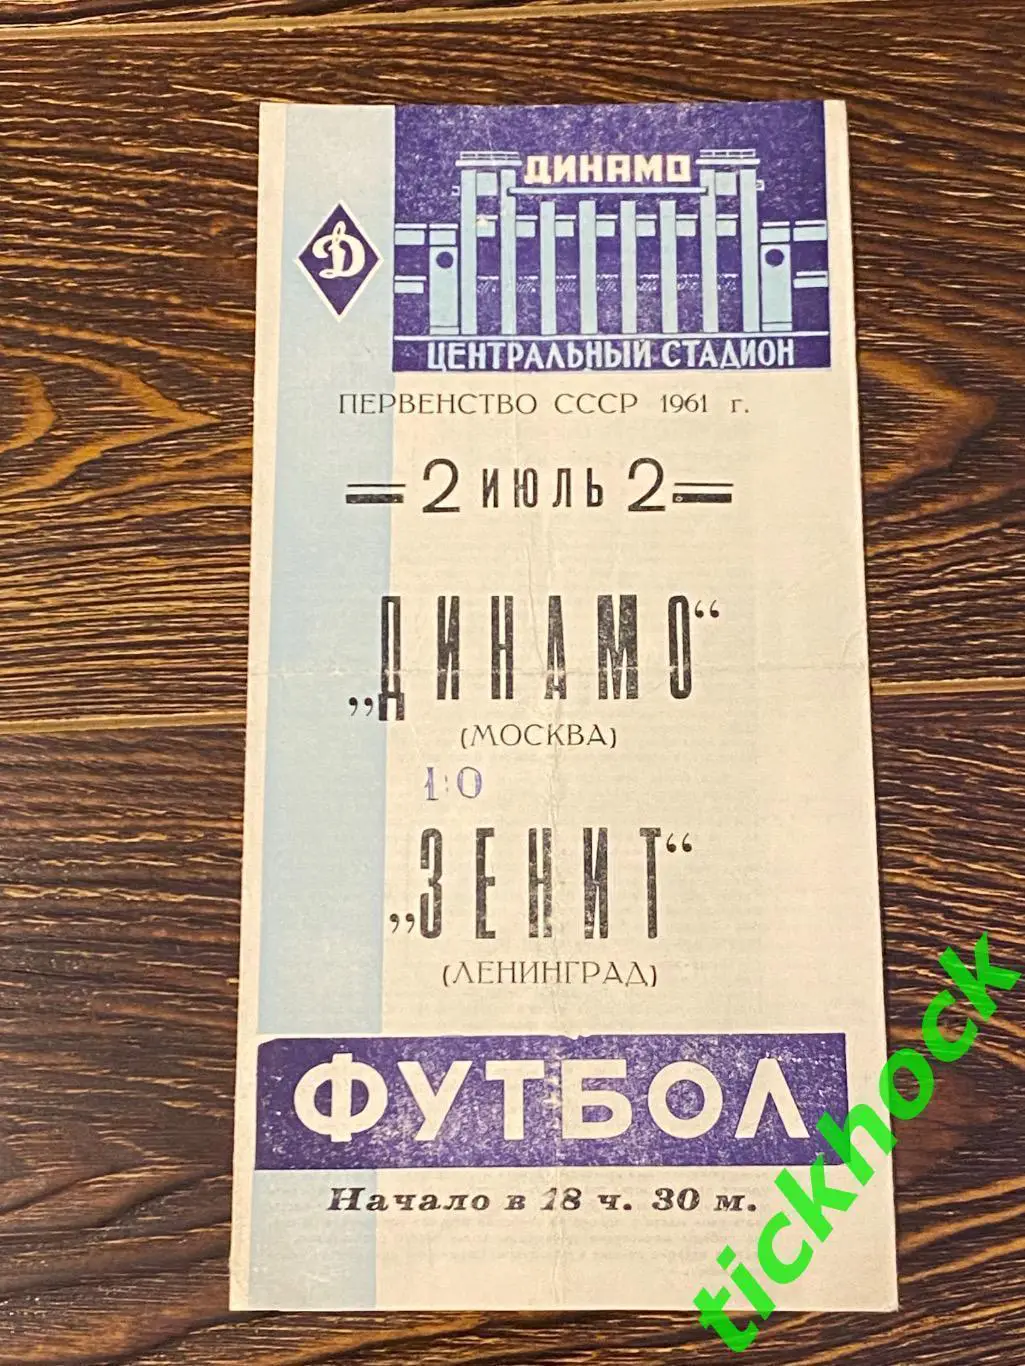 ДИНАМО
Д
ЦЕНТРАЛЬНЫЙ СТАДИОН
ПЕРВЕНСТВО СССР 1961 г.
2 ИЮЛЬ 2
„ДИНАМО“
(МОСКВА)
1:0
„ЗЕНИТ“
(ЛЕНИНГРАД)
ФУТБОЛ
Начало в 18 ч. 30 м.
tickhock